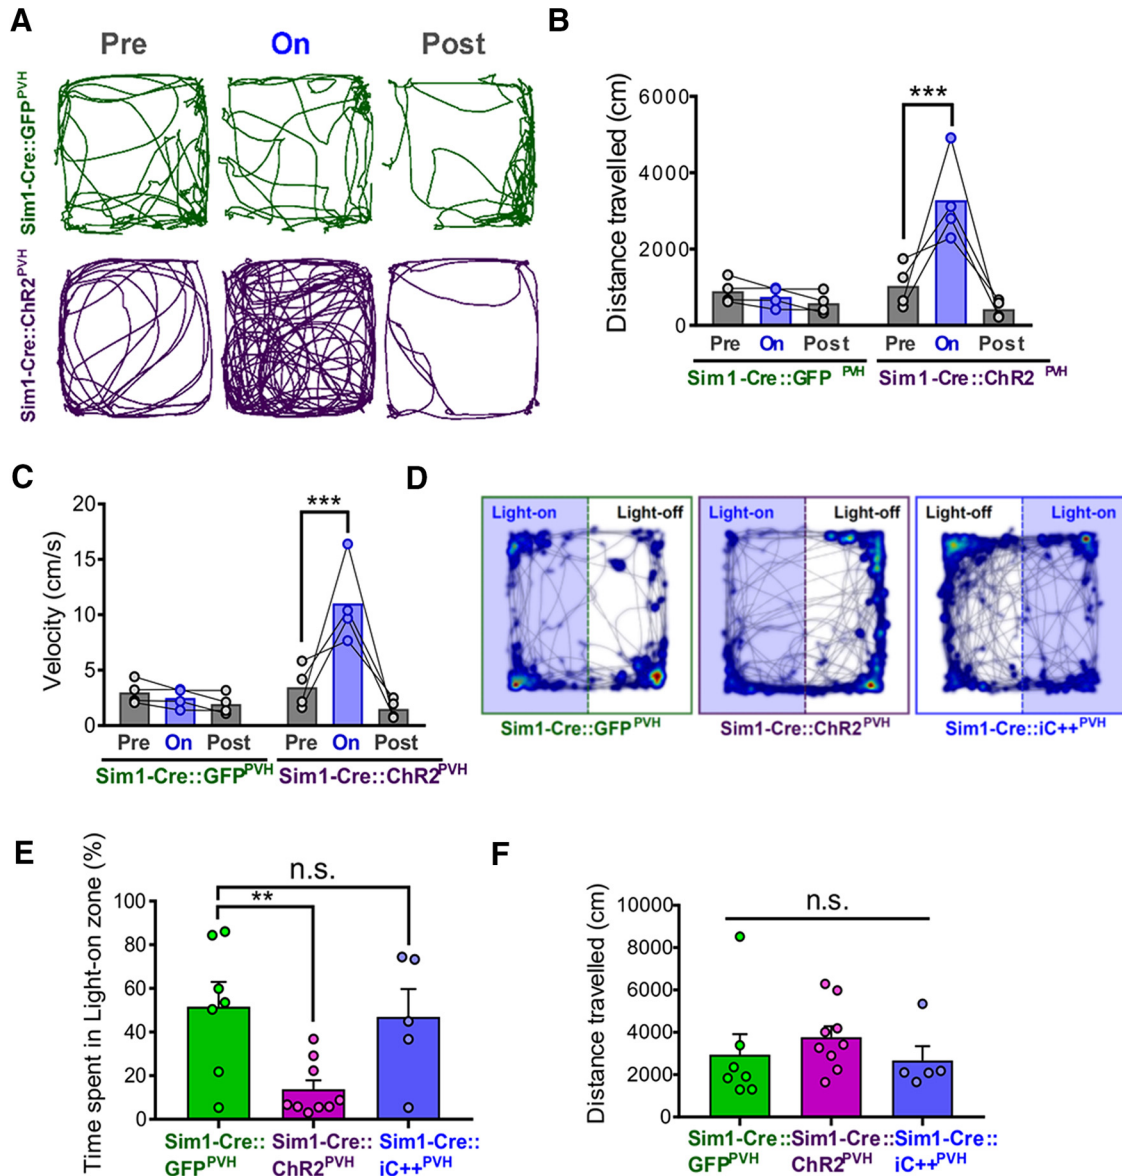 A
Pre On Post
Sim1-Cre::GFP^PVH
Sim1-Cre::ChR2^PVH
B
Distance travelled (cm)
6000
4000
2000
0
***
Pre On Post Pre On Post
Sim1-Cre::GFP PVH Sim1-Cre::ChR2 PVH
C
Velocity (cm/s)
20
15
10
5
0
***
Pre On Post Pre On Post
Sim1-Cre::GFP^PVH Sim1-Cre::ChR2^PVH
D
Light-on Light-off Light-on Light-off Light-off Light-on
Sim1-Cre::GFP^PVH Sim1-Cre::ChR2^PVH Sim1-Cre::iC++^PVH
E
Time spent in Light-on zone (%)
100
80
60
40
20
0
n.s.
**
Sim1-Cre:: Sim1-Cre:: Sim1-Cre::
GFP^PVH ChR2^PVH iC++^PVH
F
Distance travelled (cm)
10000
8000
6000
4000
2000
0
n.s.
Sim1-Cre:: Sim1-Cre:: Sim1-Cre::
GFP^PVH ChR2^PVH iC++^PVH